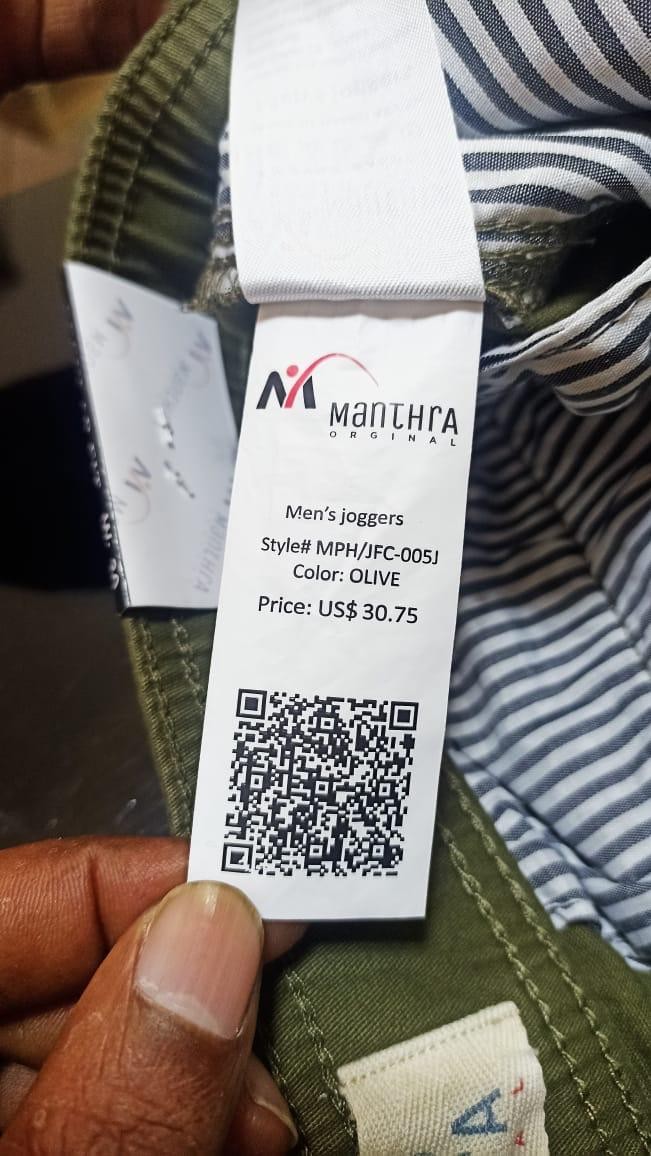 MANTHRA
ORGINAL
Men's joggers
Style# MPH/JFC-005J
Color: OLIVE
Price: US$ 30.75